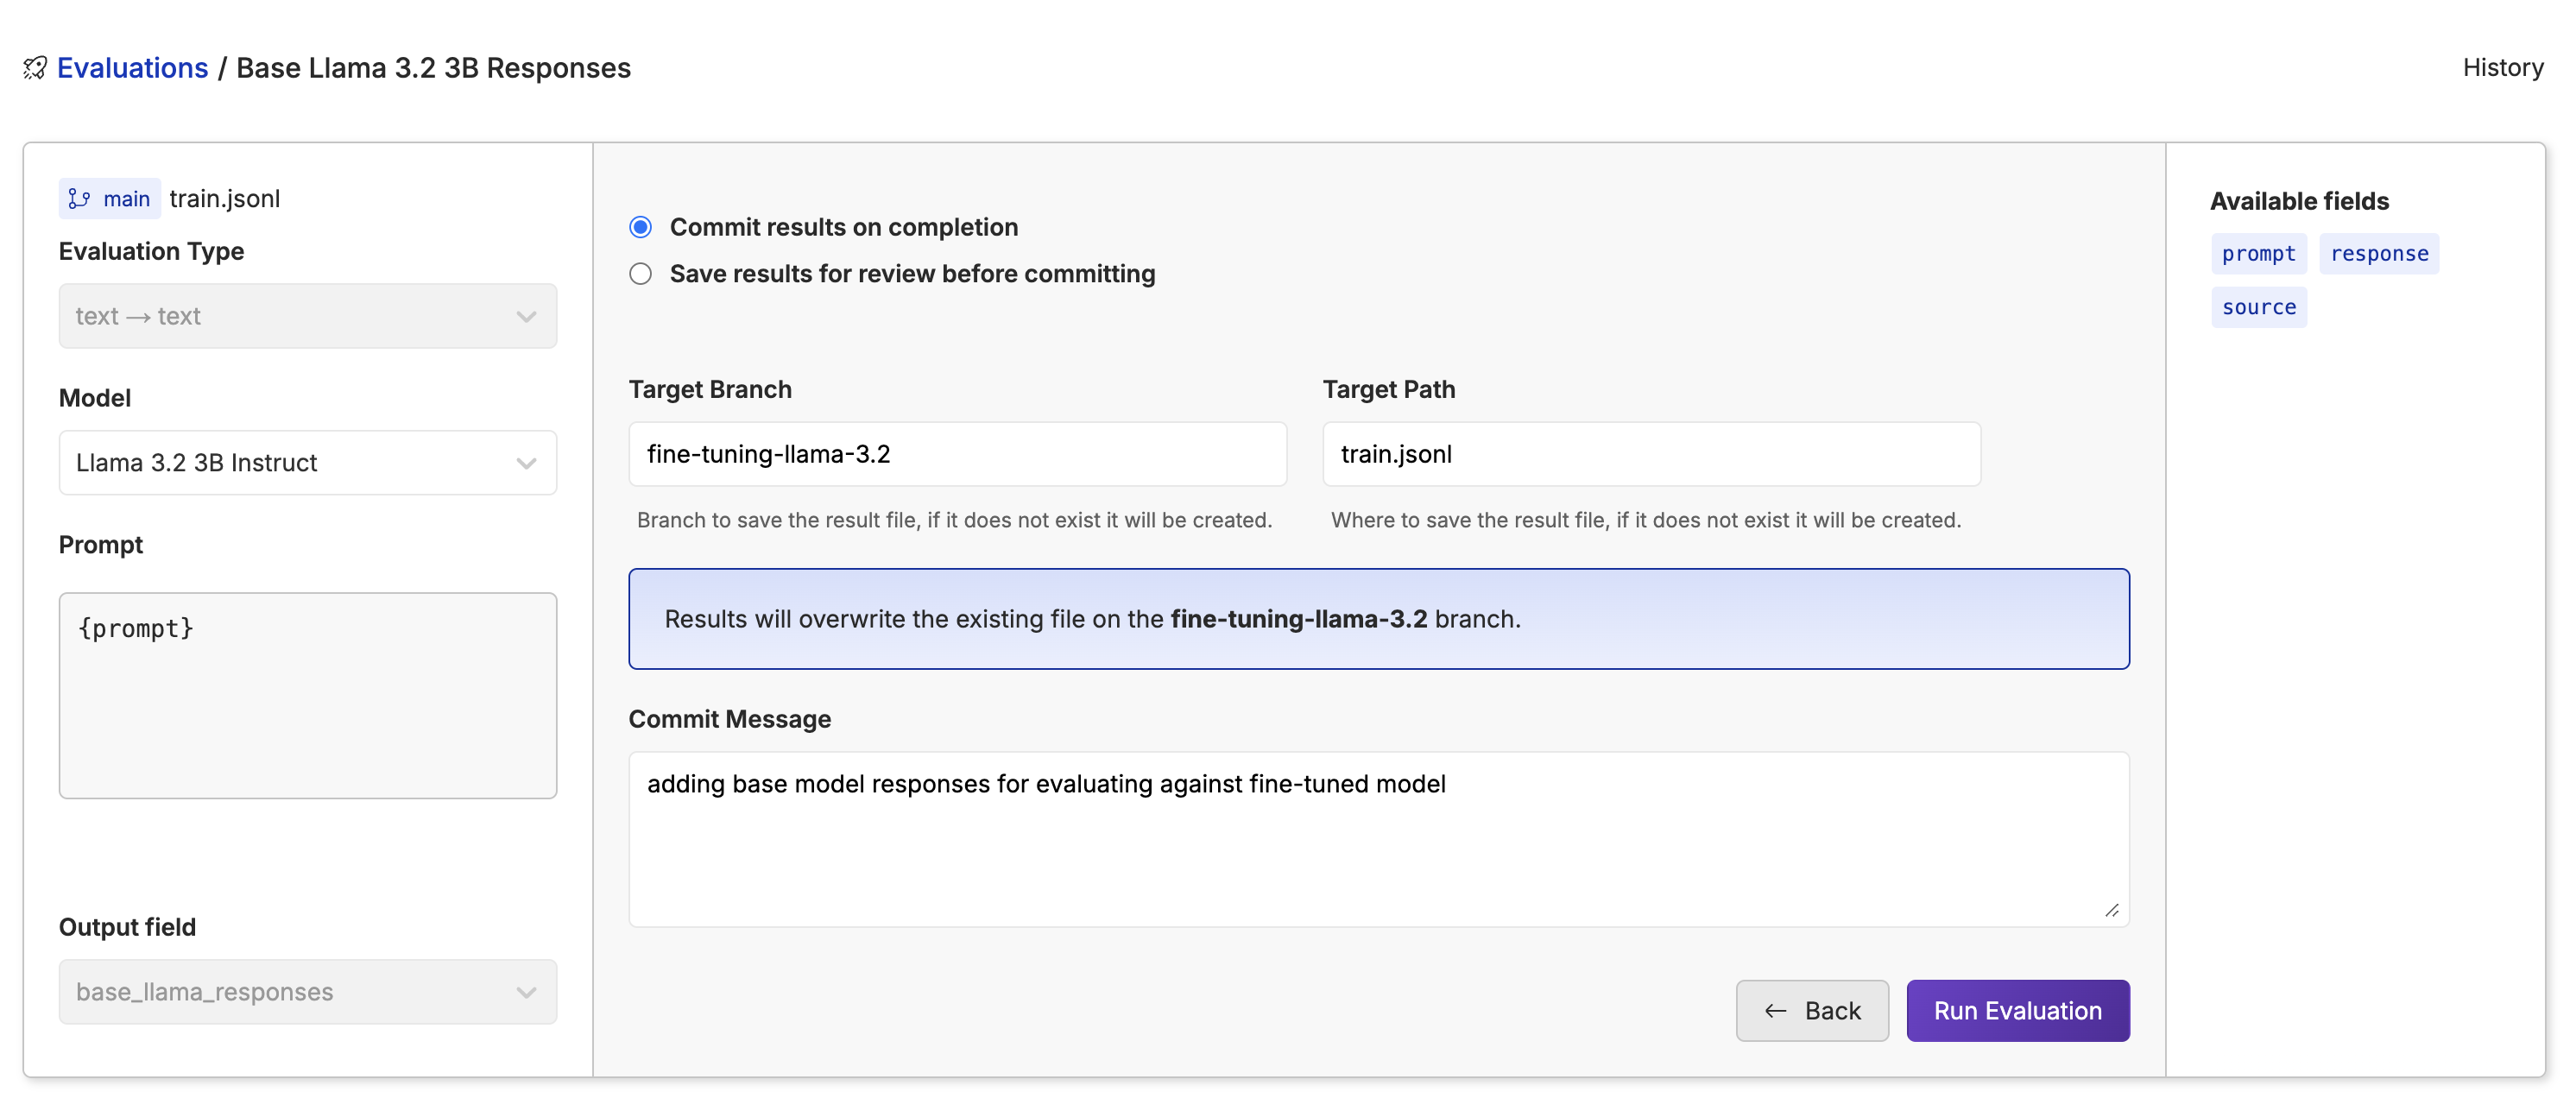 Evaluations / Base Llama 3.2 3B Responses
History
main train.jsonl
Evaluation Type
text → text
Model
Llama 3.2 3B Instruct
Prompt
{prompt}
Output field
base_llama_responses
Commit results on completion
Save results for review before committing
Target Branch
fine-tuning-llama-3.2
Branch to save the result file, if it does not exist it will be created.
Target Path
train.jsonl
Where to save the result file, if it does not exist it will be created.
Results will overwrite the existing file on the fine-tuning-llama-3.2 branch.
Commit Message
adding base model responses for evaluating against fine-tuned model
← Back
Run Evaluation
Available fields
prompt response
source